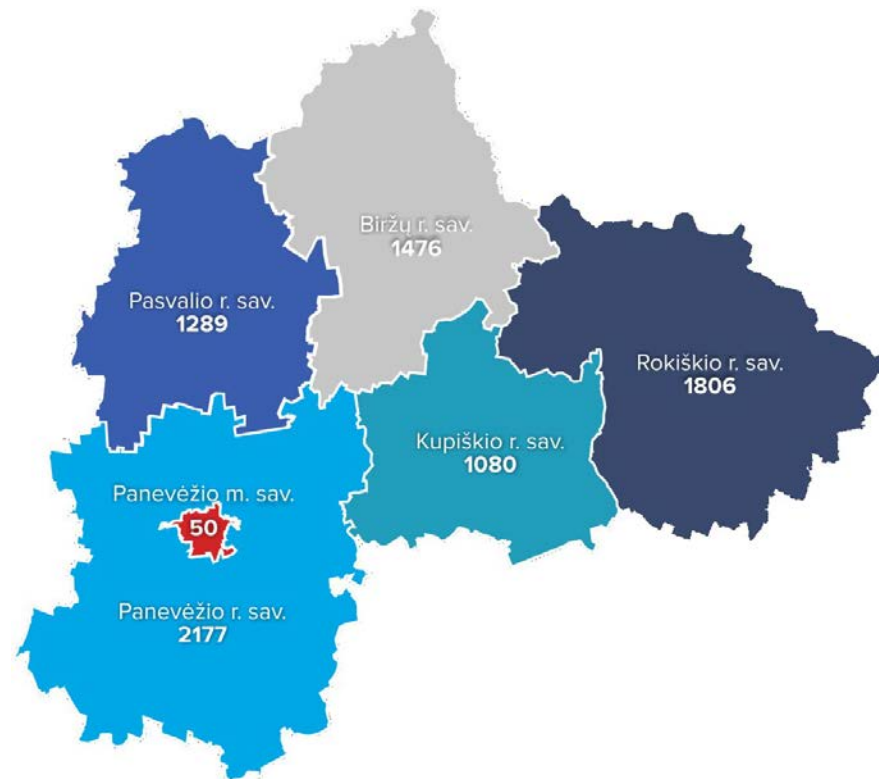 Biržų r. sav.
1476
Pasvalio r. sav.
1289
Rokiškio r. sav.
1806
Kupiškio r. sav.
1080
Panevėžio m. sav.
50
Panevėžio r. sav.
2177